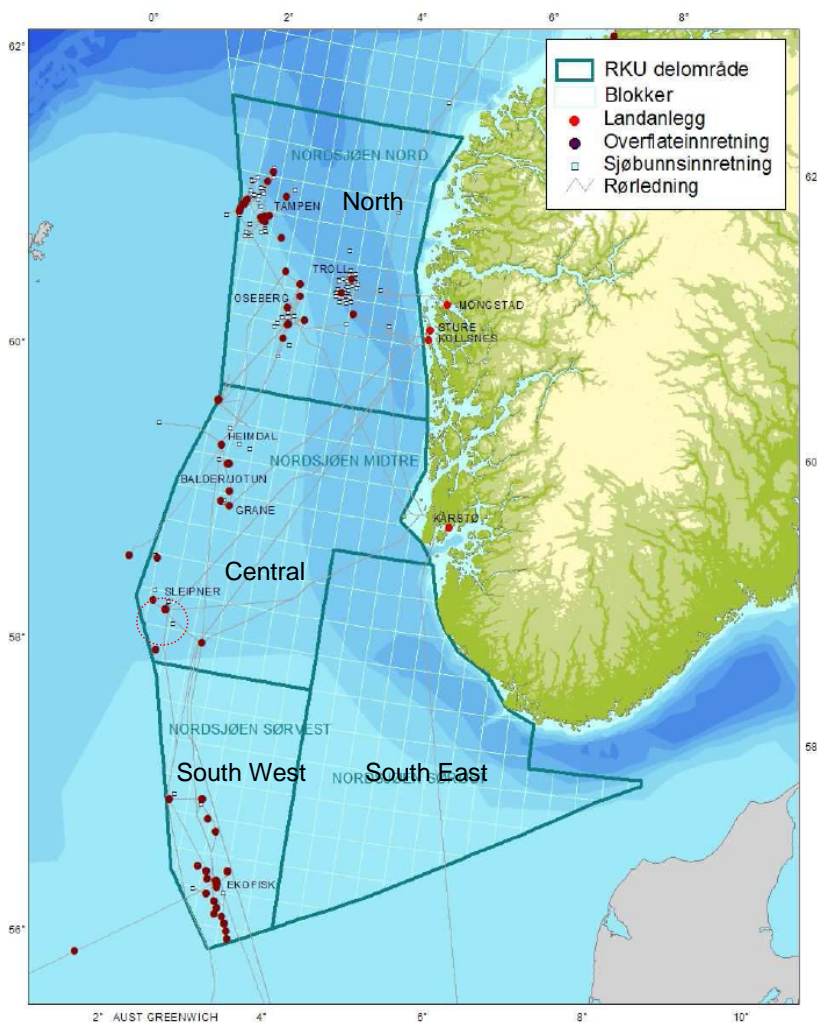 0° 2° 4° 6° 8°
62°
RKU delområde
Blokker
Landanlegg
Overflateinnretning
Sjøbunnsinnretning
Rørledning
NORDSJØEN NORD
62
North
TAMPEN
TROLL
OSEBERG
MONGSTAD
STURE
KOLLSNES
60°
HEIMDAL
NORDSJØEN MIDTRE
60
BALDER/JOTUN
GRANE
KÅRSTØ
Central
SLEIPNER
58°
NORDSJØEN SØRVEST
58
South West
South East
NORDSJØEN
EKOFISK
56°
2° AUST GREENWICH 4° 6° 8° 10°